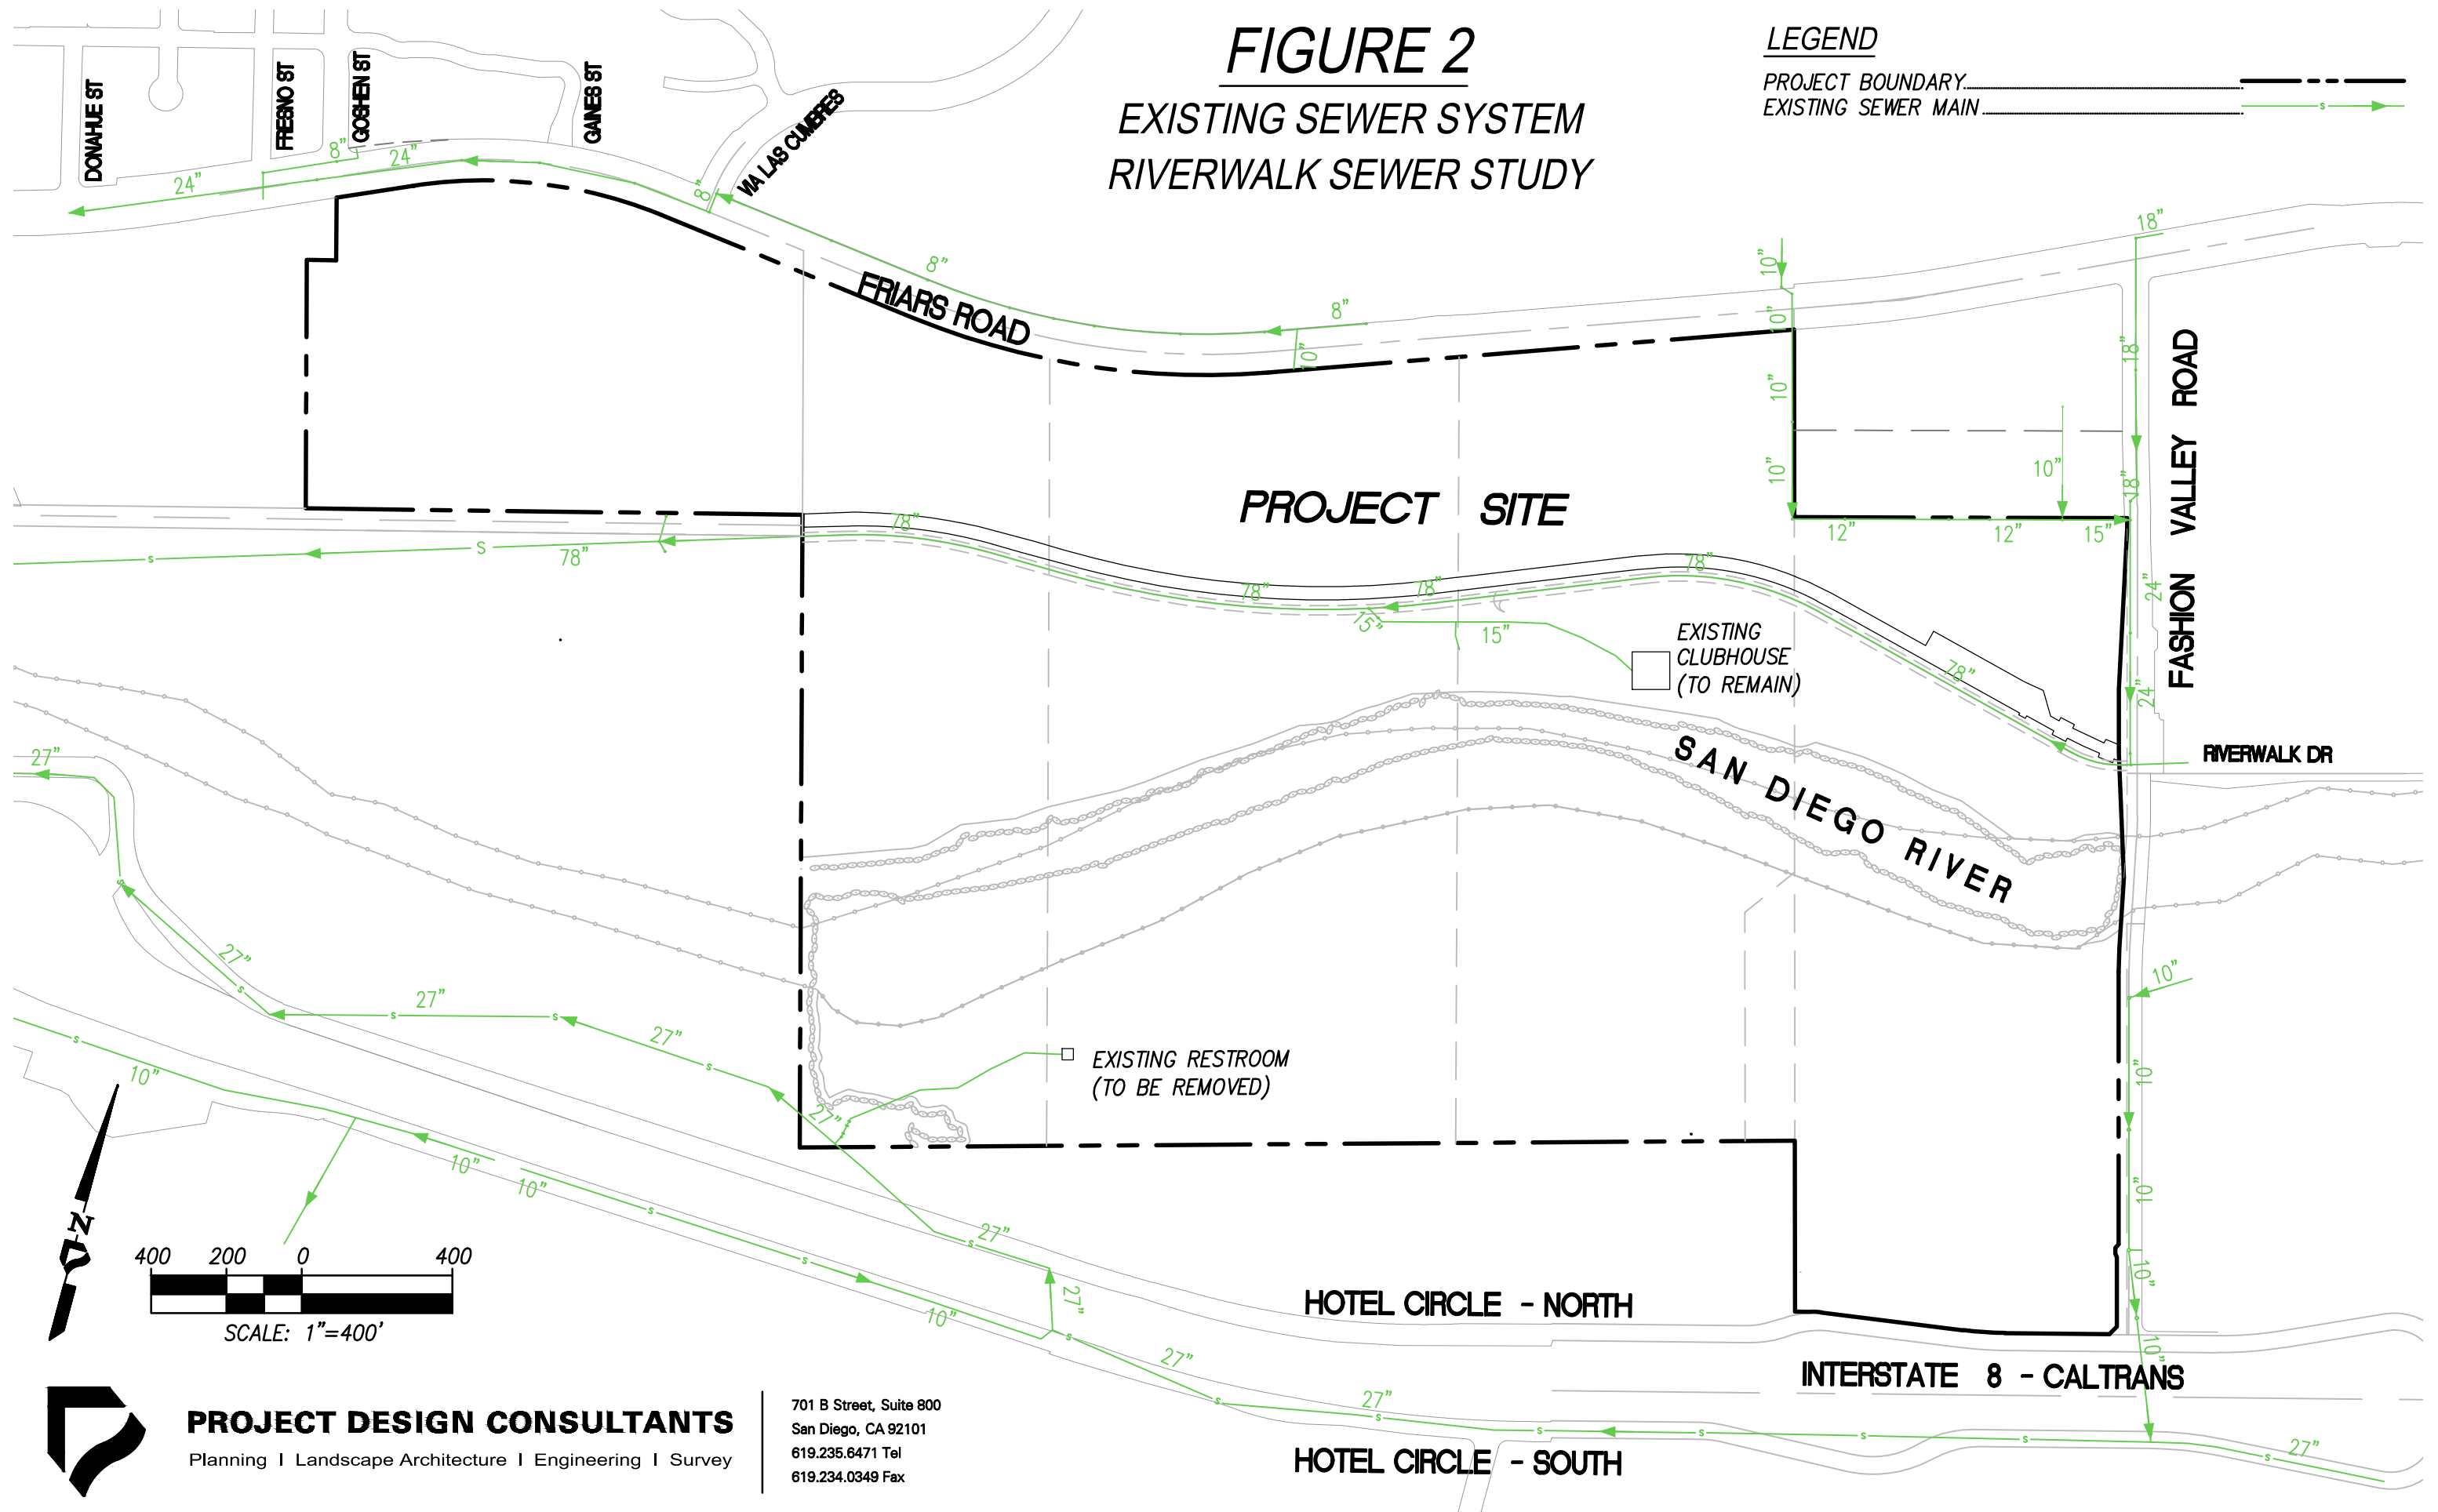 FIGURE 2
EXISTING SEWER SYSTEM
RIVERWALK SEWER STUDY
LEGEND
PROJECT BOUNDARY
EXISTING SEWER MAIN
S
DONAHUE ST
FRESNO ST
GOSHEN ST
GAINES ST
VIA LAS CUMBRES
8"
24"
24"
8"
8"
8"
10"
FRIARS ROAD
10"
10"
10"
10"
18"
18"
18"
10"
12"
12"
15"
FASHION VALLEY ROAD
PROJECT SITE
S
S
78"
78"
78"
78"
78"
78"
15"
15"
24"
24"
EXISTING
CLUBHOUSE
(TO REMAIN)
RIVERWALK DR
SAN DIEGO RIVER
27"
S
27"
S
27"
S
S
27"
S
27"
EXISTING RESTROOM
(TO BE REMOVED)
10"
10"
10"
10"
10"
S
10"
10"
10"
S
S
10"
27"
S
27"
S
27"
27"
S
S
S
S
S
S
S
27"
HOTEL CIRCLE - NORTH
INTERSTATE 8 - CALTRANS
HOTEL CIRCLE - SOUTH
N
400 200 0 400
SCALE: 1"=400'
PROJECT DESIGN CONSULTANTS
Planning I Landscape Architecture I Engineering I Survey
701 B Street, Suite 800
San Diego, CA 92101
619.235.6471 Tel
619.234.0349 Fax